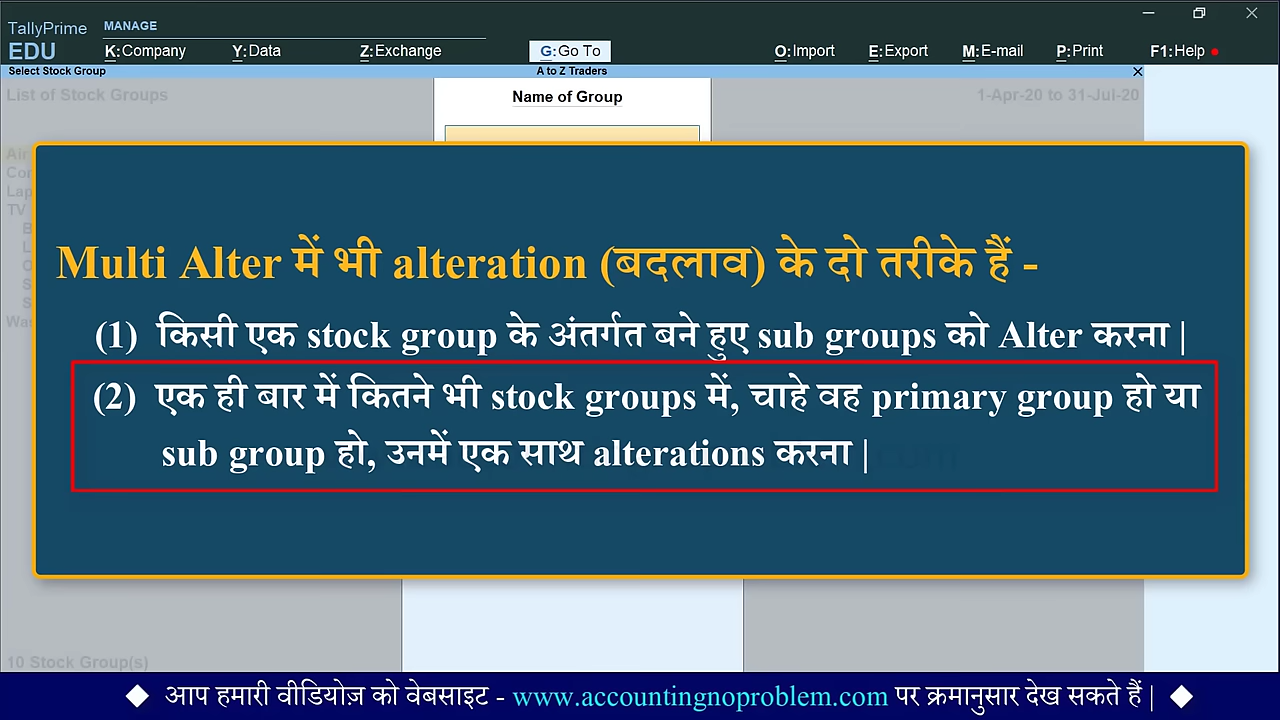 TallyPrime
MANAGE
EDU
K:Company
Y:Data
Z:Exchange
G:Go To
O:Import
E:Export
M:E-mail
P:Print
F1:Help
Select Stock Group
A to Z Traders
List of Stock Groups
Name of Group
1-Apr-20 to 31-Jul-20
Multi Alter में भी alteration (बदलाव) के दो तरीके हैं -
(1) किसी एक stock group के अंतर्गत बने हुए sub groups को Alter करना |
(2) एक ही बार में कितने भी stock groups में, चाहे वह primary group हो या
sub group हो, उनमें एक साथ alterations करना |
10 Stock Group(s)
◆ आप हमारी वीडियोज़ को वेबसाइट - www.accountingnoproblem.com पर क्रमानुसार देख सकते हैं | ◆